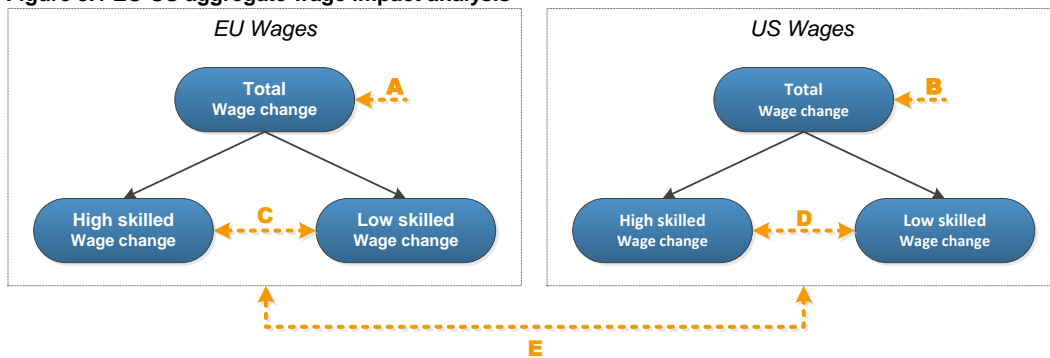 Figure EU-US aggregate wage impact analysis
EU Wages
Total
Wage change
A
High skilled
Wage change
C
Low skilled
Wage change
US Wages
Total
Wage change
B
High skilled
Wage change
D
Low skilled
Wage change
E